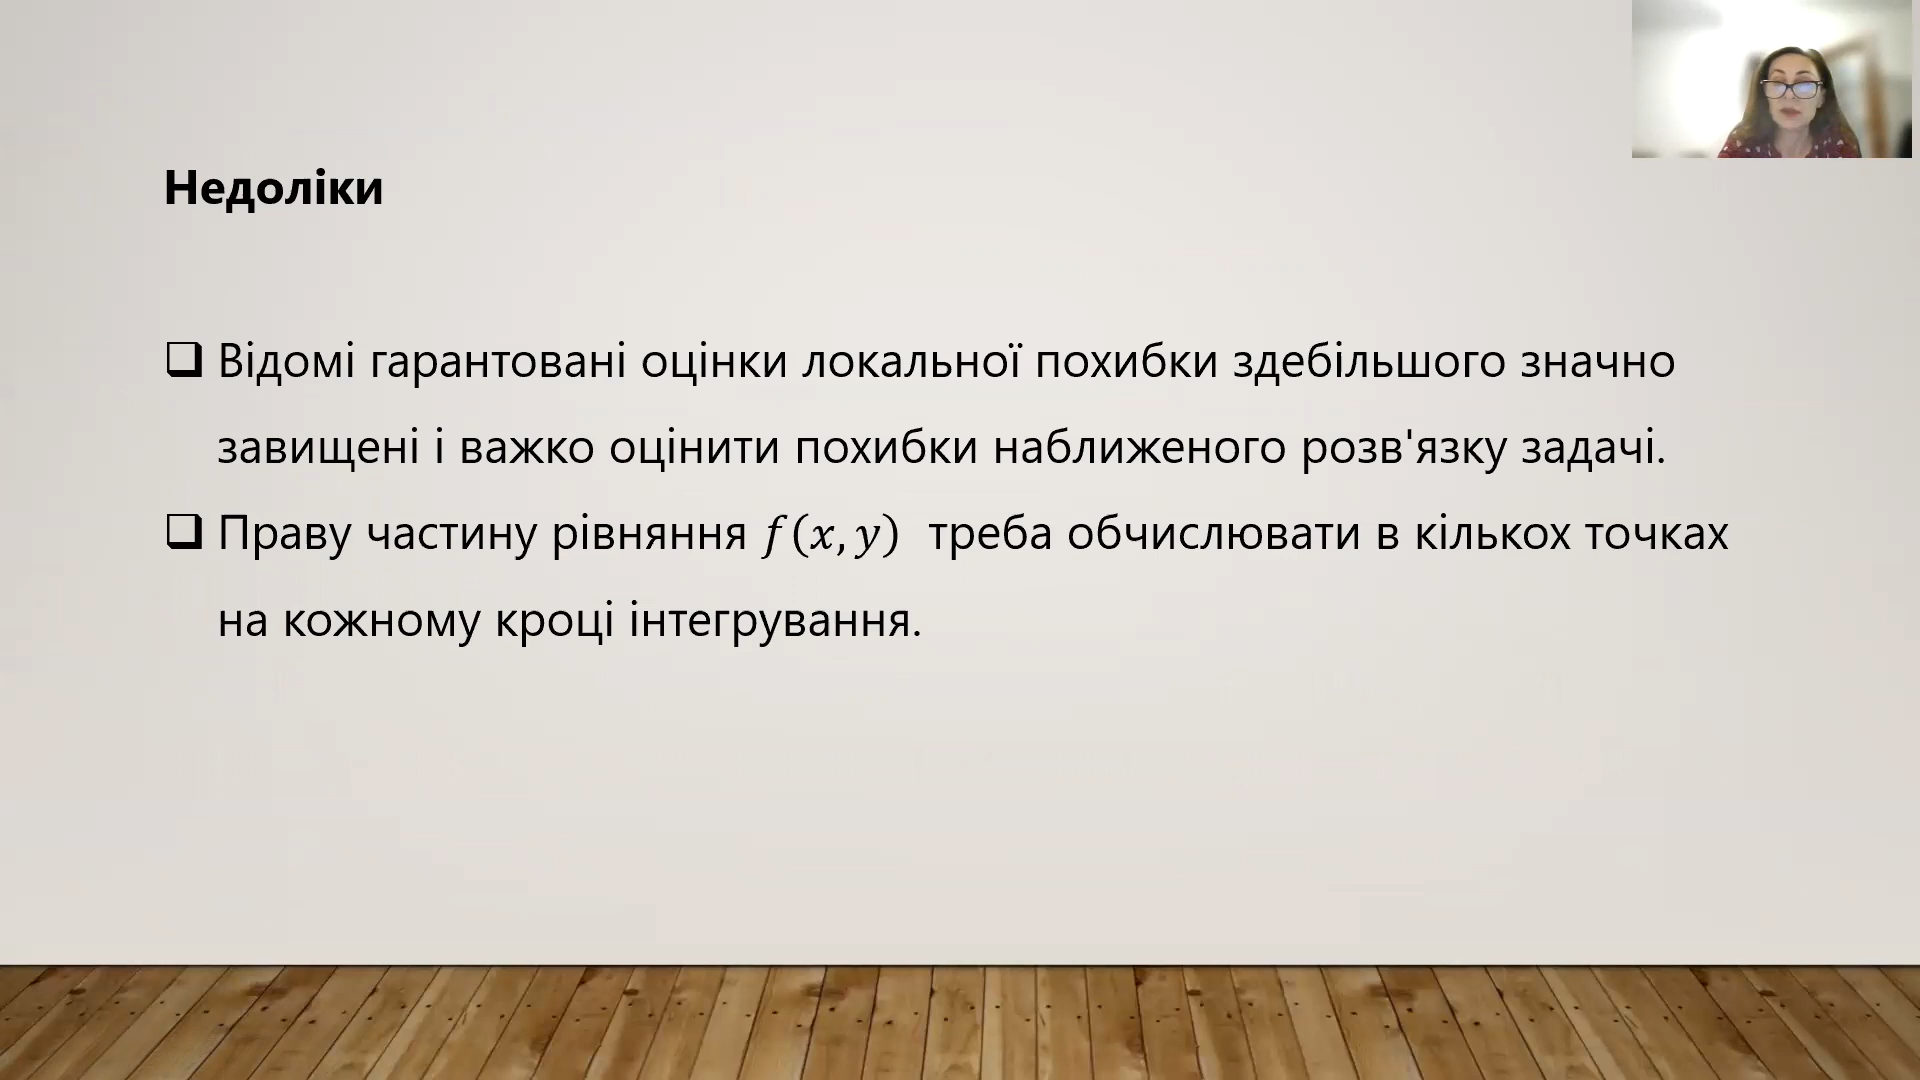 Недоліки
❑ Відомі гарантовані оцінки локальної похибки здебільшого значно
завищені і важко оцінити похибки наближеного розв'язку задачі.
❑ Праву частину рівняння f(x, y) треба обчислювати в кількох точках
на кожному кроці інтегрування.